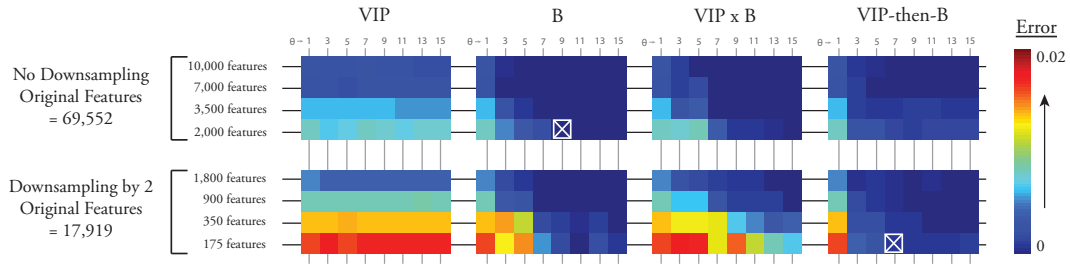 VIP B VIP x B VIP-then-B
Error
θ→ 1 3 5 7 9 11 13 15 θ→ 1 3 5 7 9 11 13 15 θ→ 1 3 5 7 9 11 13 15 θ→ 1 3 5 7 9 11 13 15
0.02
No Downsampling
Original Features
= 69,552
10,000 features
7,000 features
3,500 features
2,000 features
Downsampling by 2
Original Features
= 17,919
1,800 features
900 features
350 features
175 features
0